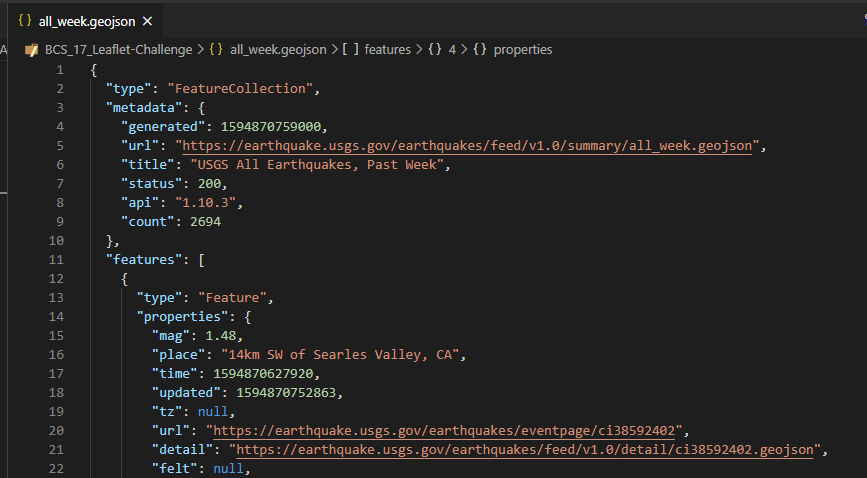 { } all_week.geojson ×
BCS_17_Leaflet-Challenge > { } all_week.geojson > [ ] features > { } 4 > { } properties
1 {
2 "type": "FeatureCollection",
3 "metadata": {
4 "generated": 1594870759000,
5 "url": "https://earthquake.usgs.gov/earthquakes/feed/v1.0/summary/all_week.geojson",
6 "title": "USGS All Earthquakes, Past Week",
7 "status": 200,
8 "api": "1.10.3",
9 "count": 2694
10 },
11 "features": [
12 {
13 "type": "Feature",
14 "properties": {
15 "mag": 1.48,
16 "place": "14km SW of Searles Valley, CA",
17 "time": 1594870627920,
18 "updated": 1594870752863,
19 "tz": null,
20 "url": "https://earthquake.usgs.gov/earthquakes/eventpage/ci38592402",
21 "detail": "https://earthquake.usgs.gov/earthquakes/feed/v1.0/detail/ci38592402.geojson",
22 "felt": null,